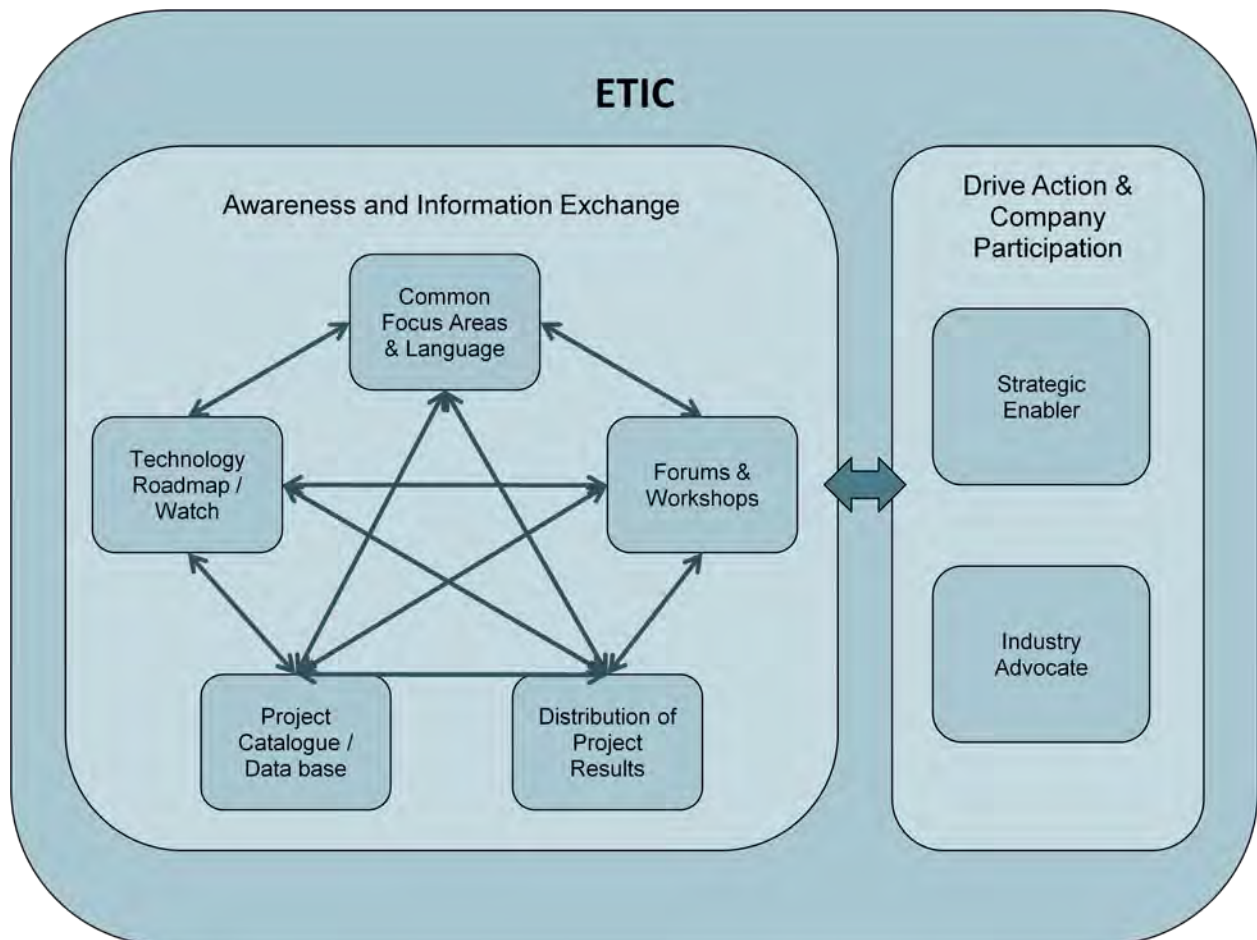 ETIC
Awareness and Information Exchange
Common
Focus Areas
& Language
Technology
Roadmap /
Watch
Forums &
Workshops
Project
Catalogue /
Data base
Distribution of
Project
Results
Drive Action &
Company
Participation
Strategic
Enabler
Industry
Advocate